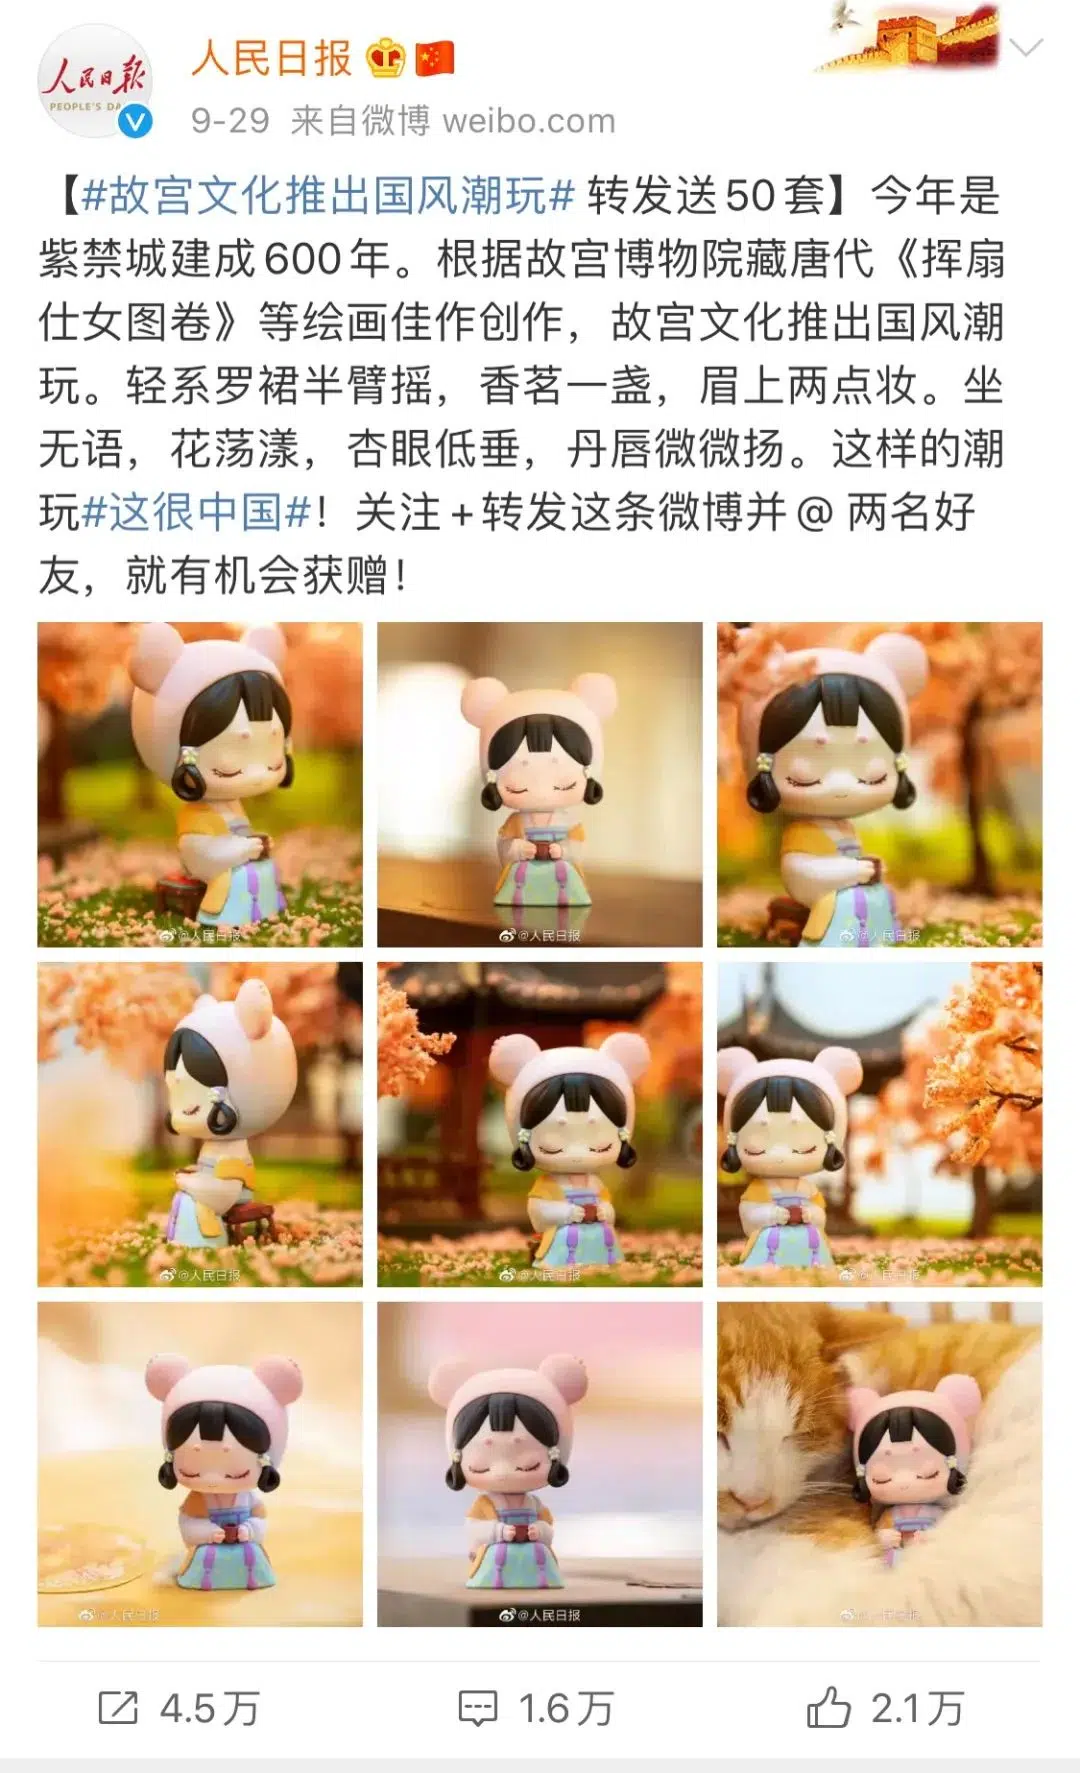 人民日報
PEOPLE'S DA
人民日报
9-29 来自微博 weibo.com
【#故宫文化推出国风潮玩# 转发送50套】今年是
紫禁城建成600年。根据故宫博物院藏唐代《挥扇
仕女图卷》等绘画佳作创作，故宫文化推出国风潮
玩。轻系罗裙半臂摇，香茗一盏，眉上两点妆。坐
无语，花荡漾，杏眼低垂，丹唇微微扬。这样的潮
玩#这很中国#！关注+转发这条微博并@ 两名好
友，就有机会获赠！
@人民日报
@人民日报
@人民日报
@人民日报
@人民日报
@人民日报
@人民日报
@人民日报
@人民日报
4.5万
1.6万
2.1万